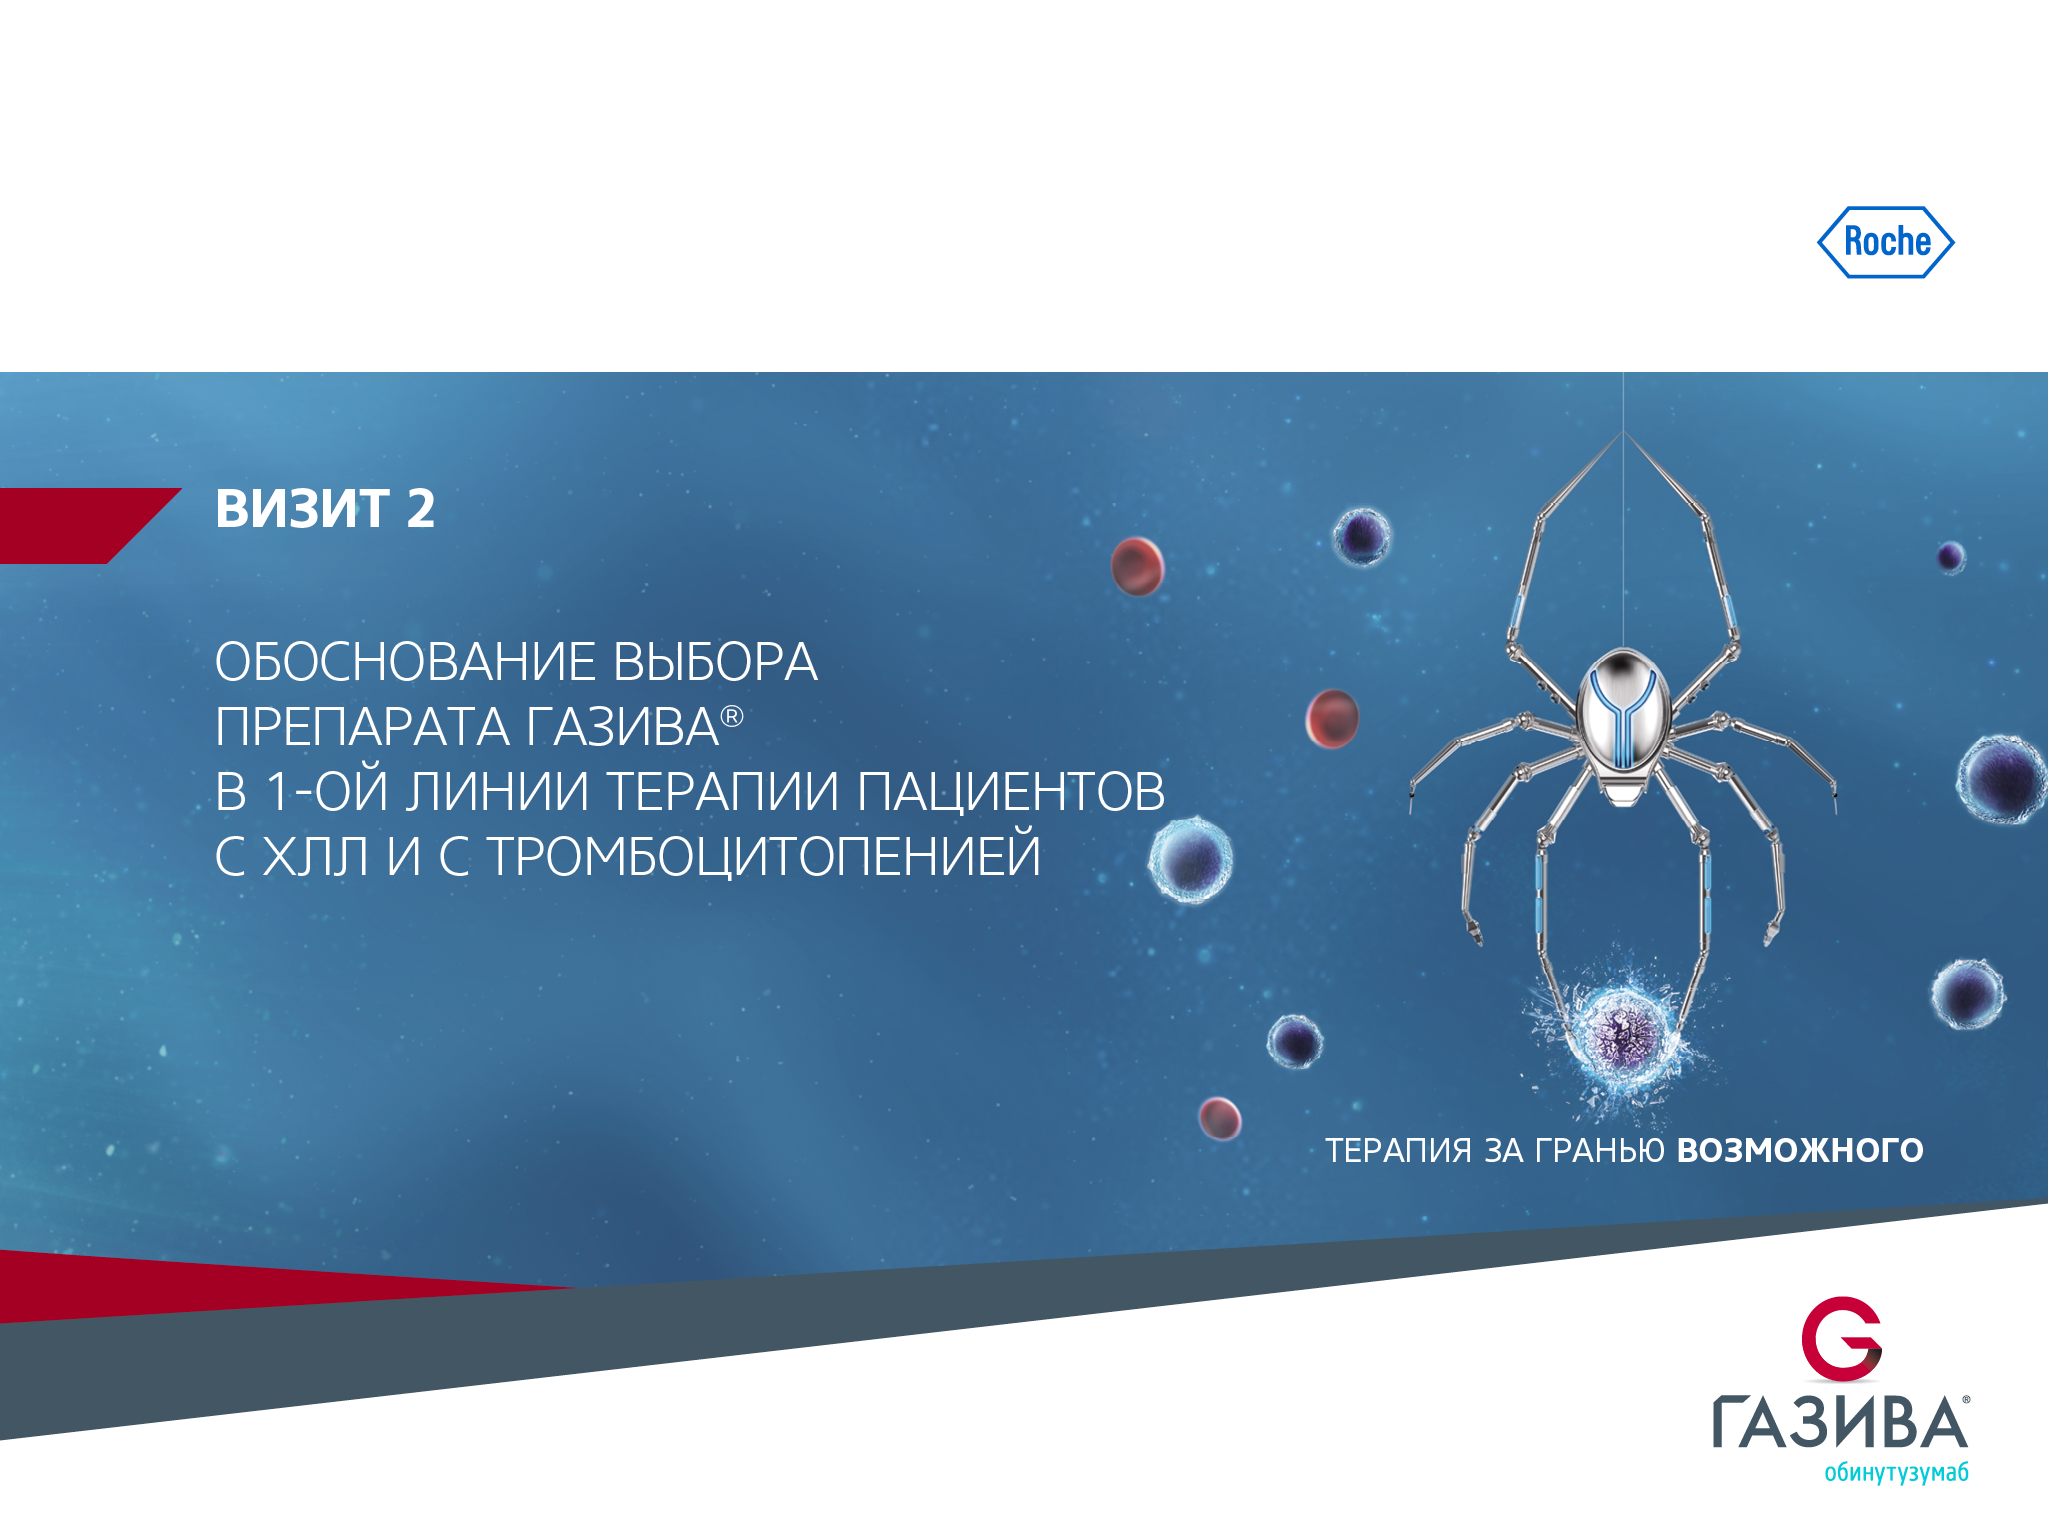 Roche
ВИЗИТ 2
ОБОСНОВАНИЕ ВЫБОРА
ПРЕПАРАТА ГАЗИВА®
В 1-ОЙ ЛИНИИ ТЕРАПИИ ПАЦИЕНТОВ
С ХЛЛ И С ТРОМБОЦИТОПЕНИЕЙ
ТЕРАПИЯ ЗА ГРАНЬЮ ВОЗМОЖНОГО
ГАЗИВА®
обинутузумаб